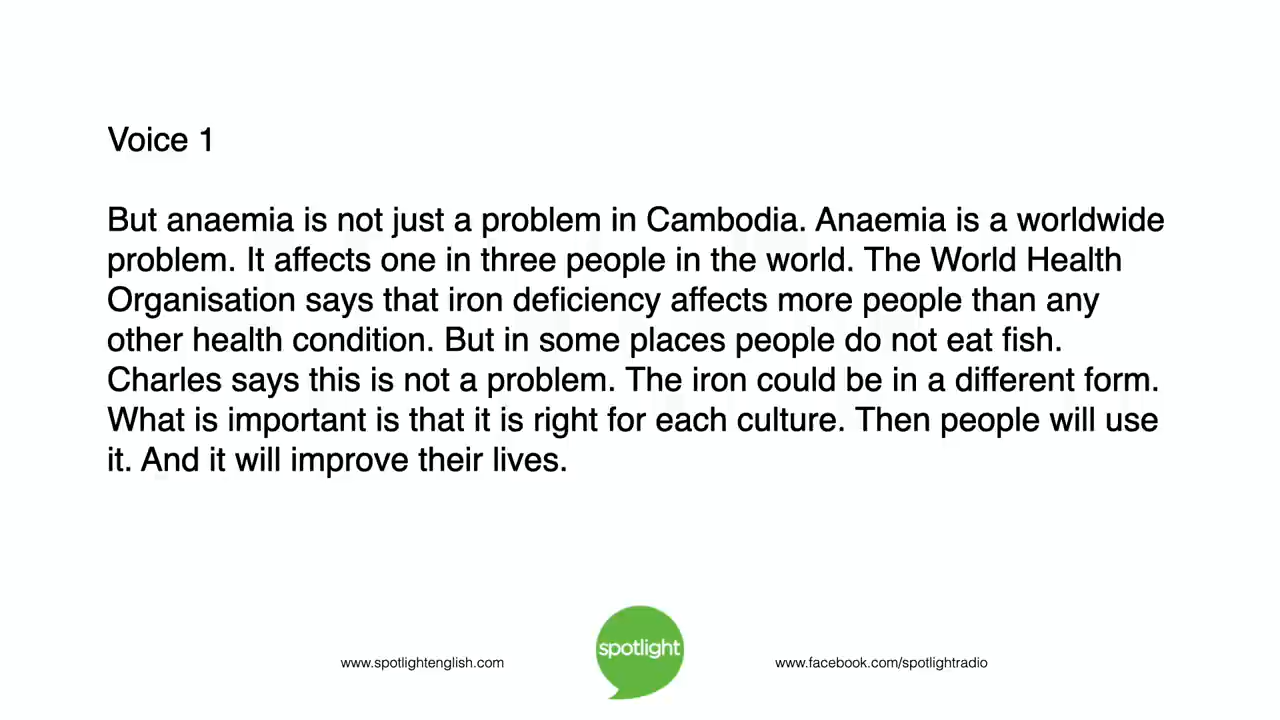 Voice 1
But anaemia is not just a problem in Cambodia. Anaemia is a worldwide
problem. It affects one in three people in the world. The World Health
Organisation says that iron deficiency affects more people than any
other health condition. But in some places people do not eat fish.
Charles says this is not a problem. The iron could be in a different form.
What is important is that it is right for each culture. Then people will use
it. And it will improve their lives.
www.spotlightenglish.com
spotlight
www.facebook.com/spotlightradio